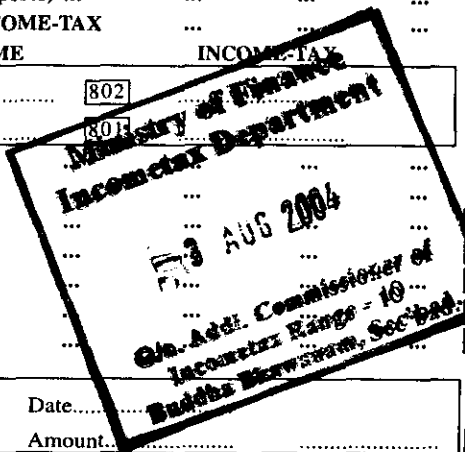 OME-TAX ... ... ...
ME INCOME-TAX
......... 802
......... 801
Ministry of Finance
Incometax Department
3 AUG 2004
O/o. Addl. Commissioner of
Incometax Range - 10
Buddha Bhawanam, Sec'bad.
Date.....
Amount.....